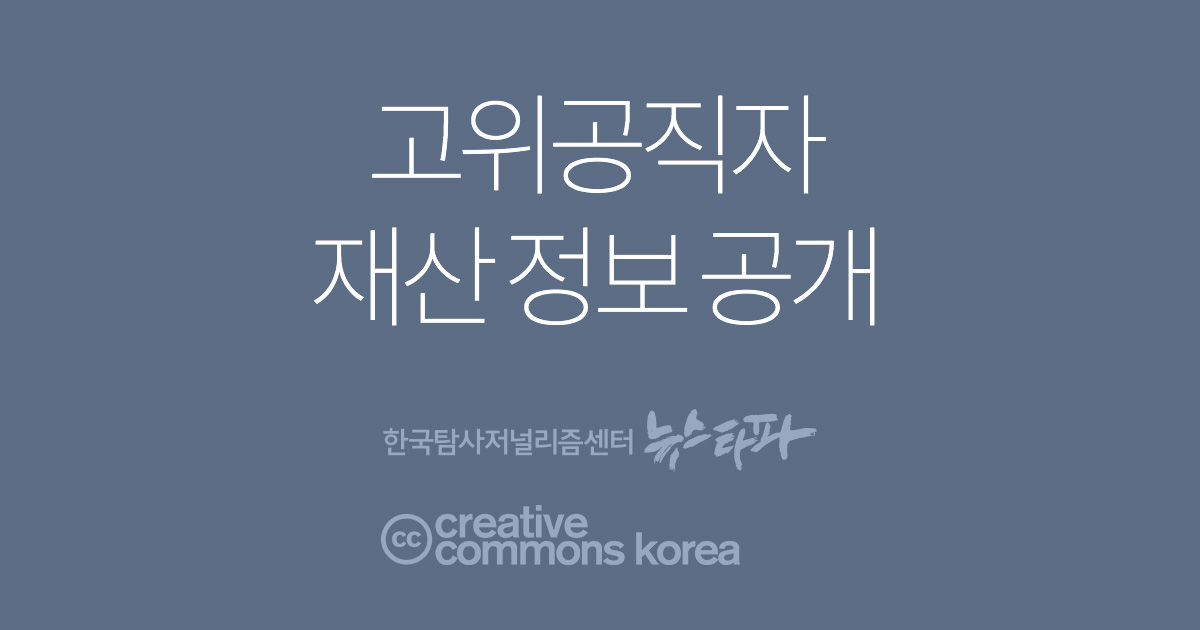 고위공직자
재산 정보 공개
한국탐사저널리즘센터 뉴스타파
cc creative
commons korea